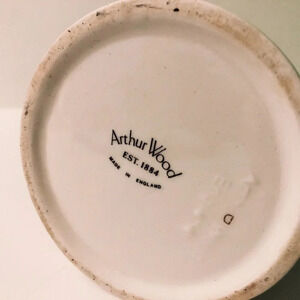 Arthur Wood
EST. 1884
MADE IN ENGLAND
D